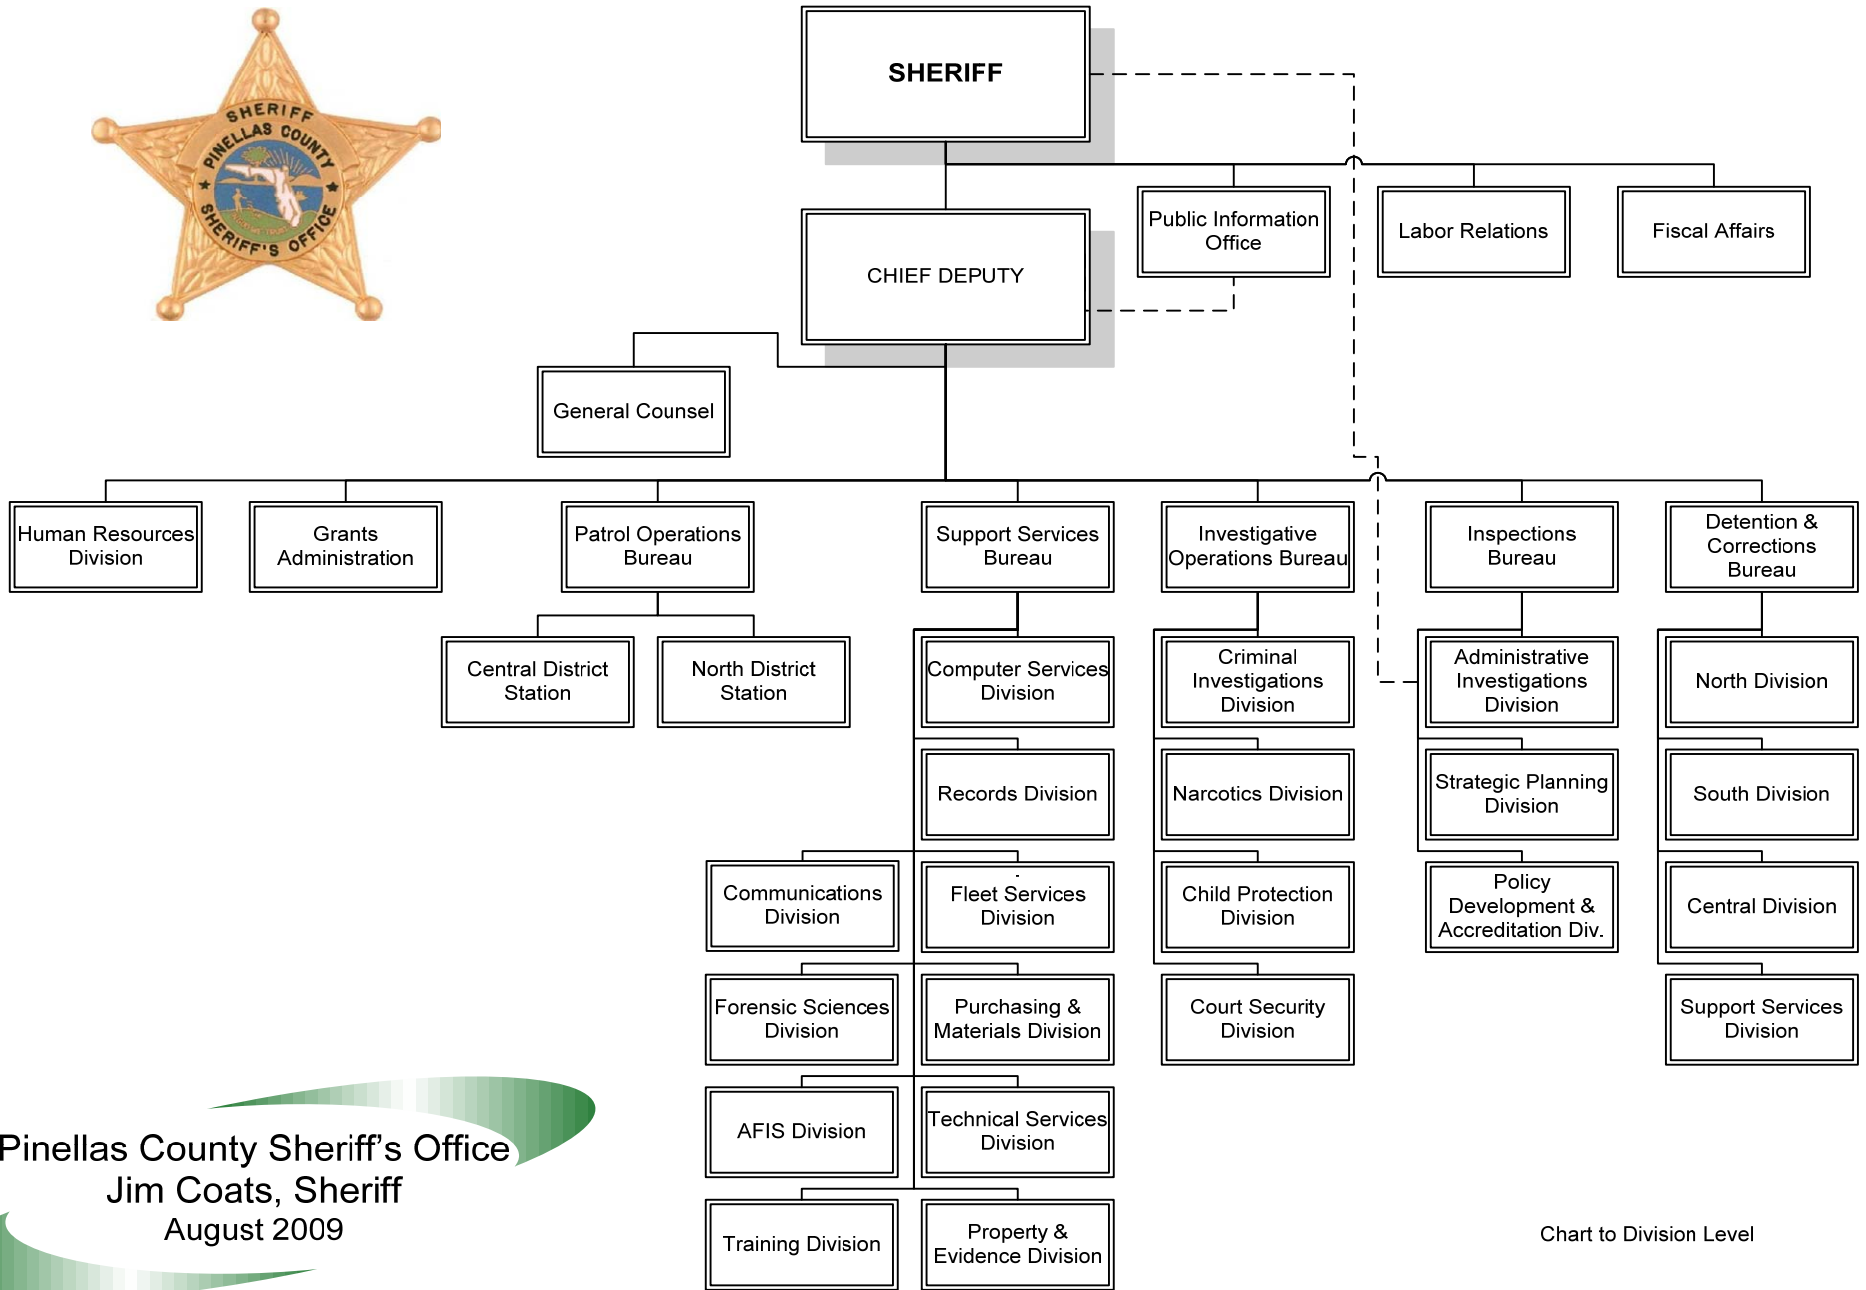 SHERIFF
PINELLAS COUNTY
SHERIFF'S OFFICE
SHERIFF
Public Information
Office
Labor Relations
Fiscal Affairs
CHIEF DEPUTY
General Counsel
Human Resources
Division
Grants
Administration
Patrol Operations
Bureau
Support Services
Bureau
Investigative
Operations Bureau
Inspections
Bureau
Detention &
Corrections
Bureau
Central District
Station
North District
Station
Computer Services
Division
Criminal
Investigations
Division
Administrative
Investigations
Division
North Division
Records Division
Narcotics Division
Strategic Planning
Division
South Division
Communications
Division
Fleet Services
Division
Child Protection
Division
Policy
Development &
Accreditation Div.
Central Division
Forensic Sciences
Division
Purchasing &
Materials Division
Court Security
Division
Support Services
Division
AFIS Division
Technical Services
Division
Training Division
Property &
Evidence Division
Pinellas County Sheriff’s Office
Jim Coats, Sheriff
August 2009
Chart to Division Level